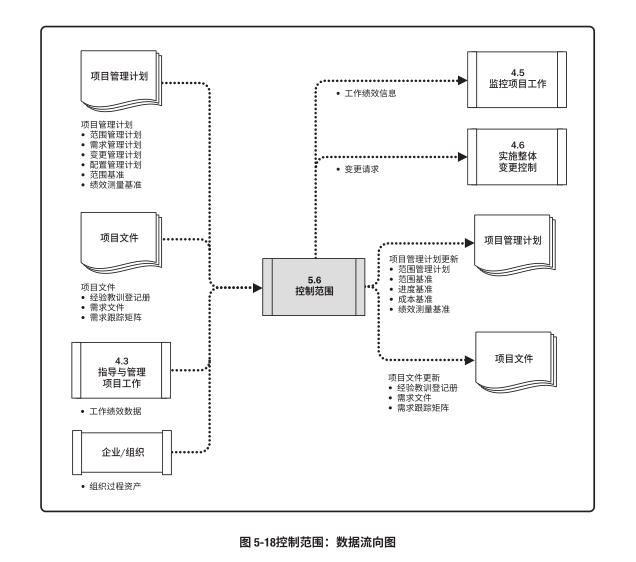 项目管理计划
项目管理计划
• 范围管理计划
• 需求管理计划
• 变更管理计划
• 配置管理计划
• 范围基准
• 绩效测量基准
项目文件
项目文件
• 经验教训登记册
• 需求文件
• 需求跟踪矩阵
4.3
指导与管理
项目工作
• 工作绩效数据
企业/组织
• 组织过程资产
5.6
控制范围
• 工作绩效信息
4.5
监控项目工作
• 变更请求
4.6
实施整体
变更控制
项目管理计划
项目管理计划更新
• 范围管理计划
• 范围基准
• 进度基准
• 成本基准
• 绩效测量基准
项目文件
项目文件更新
• 经验教训登记册
• 需求文件
• 需求跟踪矩阵
图 5-18控制范围：数据流向图